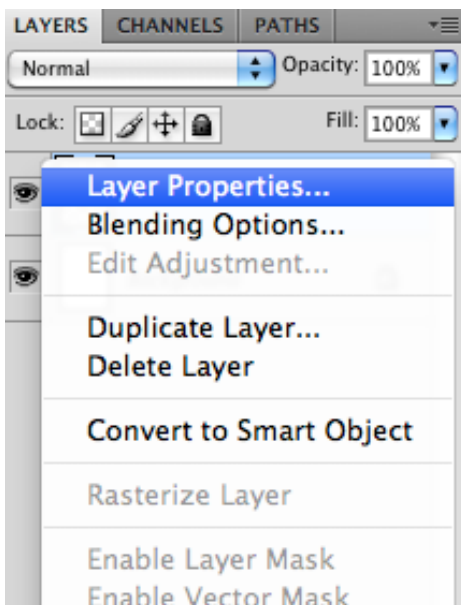 LAYERS CHANNELS PATHS
Normal Opacity: 100%
Lock: Fill: 100%
Layer Properties...
Blending Options...
Edit Adjustment...
Duplicate Layer...
Delete Layer
Convert to Smart Object
Rasterize Layer
Enable Layer Mask
Enable Vector Mask